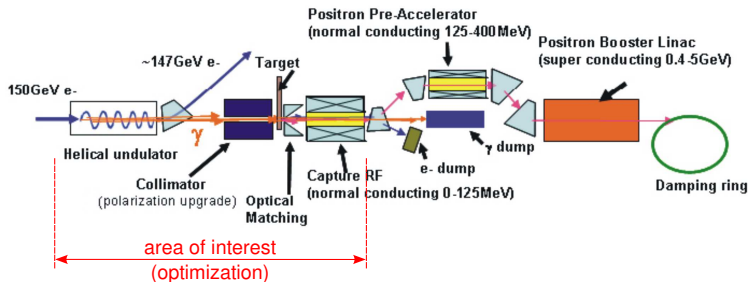 Positron Pre-Accelerator
(normal conducting 125-400MeV)
Positron Booster Linac
(super conducting 0.4-5GeV)
~147GeV e-
Target
150GeV e-
γ
Helical undulator
Collimator
(polarization upgrade)
Optical
Matching
Capture RF
(normal conducting 0-125MeV)
e- dump
γ dump
Damping ring
area of interest
(optimization)